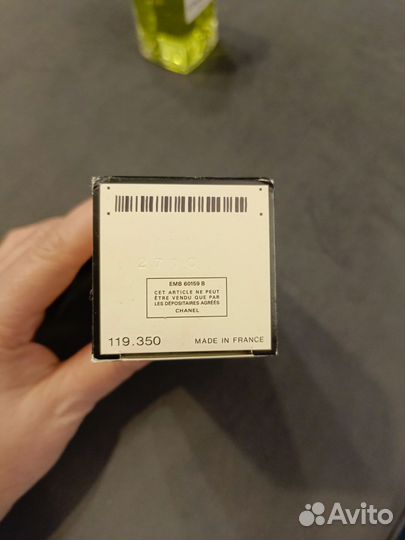 EMB 60159 B
CET ARTICLE NE PEUT
ÊTRE VENDU QUE PAR
LES DÉPOSITAIRES AGRÉÉS
CHANEL
119.350 MADE IN FRANCE
Avito